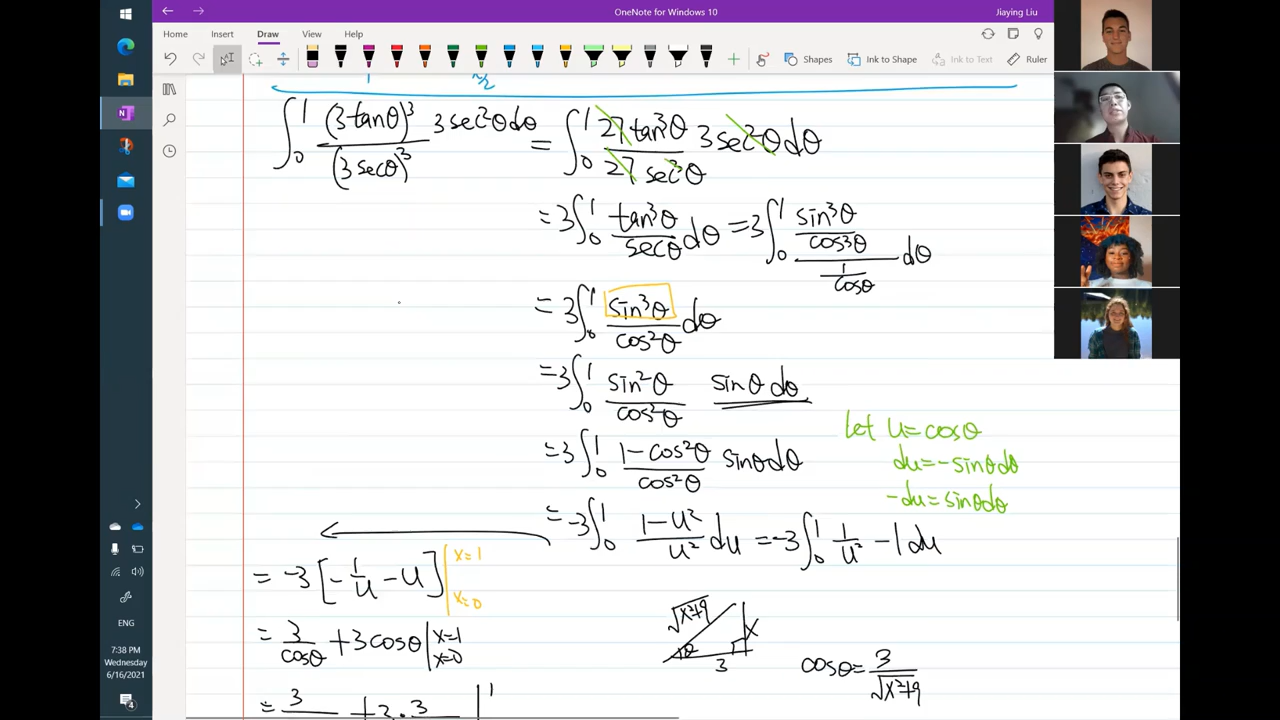 OneNote for Windows 10
Jiaying Liu
Home Insert Draw View Help
Shapes Ink to Shape Ink to Text Ruler
∫₀¹ (3tanθ)³/(3secθ)³ 3sec²θdθ = ∫₀¹ 27tan³θ/27sec³θ 3sec²θdθ
=3∫₀¹ tan³θ/secθ dθ =3∫₀¹ (sin³θ/cos3θ)/(1/cosθ) dθ
=3∫₀¹ sin³θ/cos²θ dθ
=3∫₀¹ sin²θ/cos²θ sinθ dθ
let u=cosθ
=3∫₀¹ (1-cos²θ)/cos²θ sinθdθ
du=-sinθdθ
-du=sinθdθ
=-3∫₀¹ (1-u²)/u² du =-3∫₀¹ 1/u² -1du
= -3[-1/u -u] |x=1 x=0
√x²+9 x θ 3
= 3/cosθ +3cosθ |x=1 x=0
cosθ= 3/√x²+9
= 3 +3·3 |¹
ENG
7:38 PM
Wednesday
6/16/2021
4